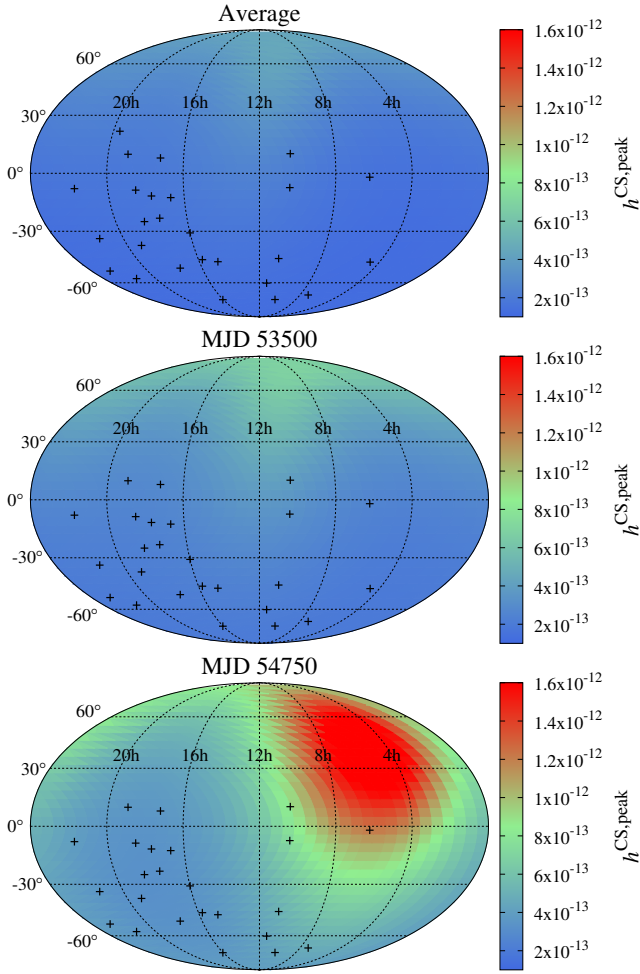 Average
60°
30°
0°
-30°
-60°
20h 16h 12h 8h 4h
1.6x10⁻¹²
1.4x10⁻¹²
1.2x10⁻¹²
1x10⁻¹²
8x10⁻¹³
6x10⁻¹³
4x10⁻¹³
2x10⁻¹³
h^CS,peak
MJD 53500
60°
30°
0°
-30°
-60°
20h 16h 12h 8h 4h
1.6x10⁻¹²
1.4x10⁻¹²
1.2x10⁻¹²
1x10⁻¹²
8x10⁻¹³
6x10⁻¹³
4x10⁻¹³
2x10⁻¹³
h^CS,peak
MJD 54750
60°
30°
0°
-30°
-60°
20h 16h 12h 8h 4h
1.6x10⁻¹²
1.4x10⁻¹²
1.2x10⁻¹²
1x10⁻¹²
8x10⁻¹³
6x10⁻¹³
4x10⁻¹³
2x10⁻¹³
h^CS,peak